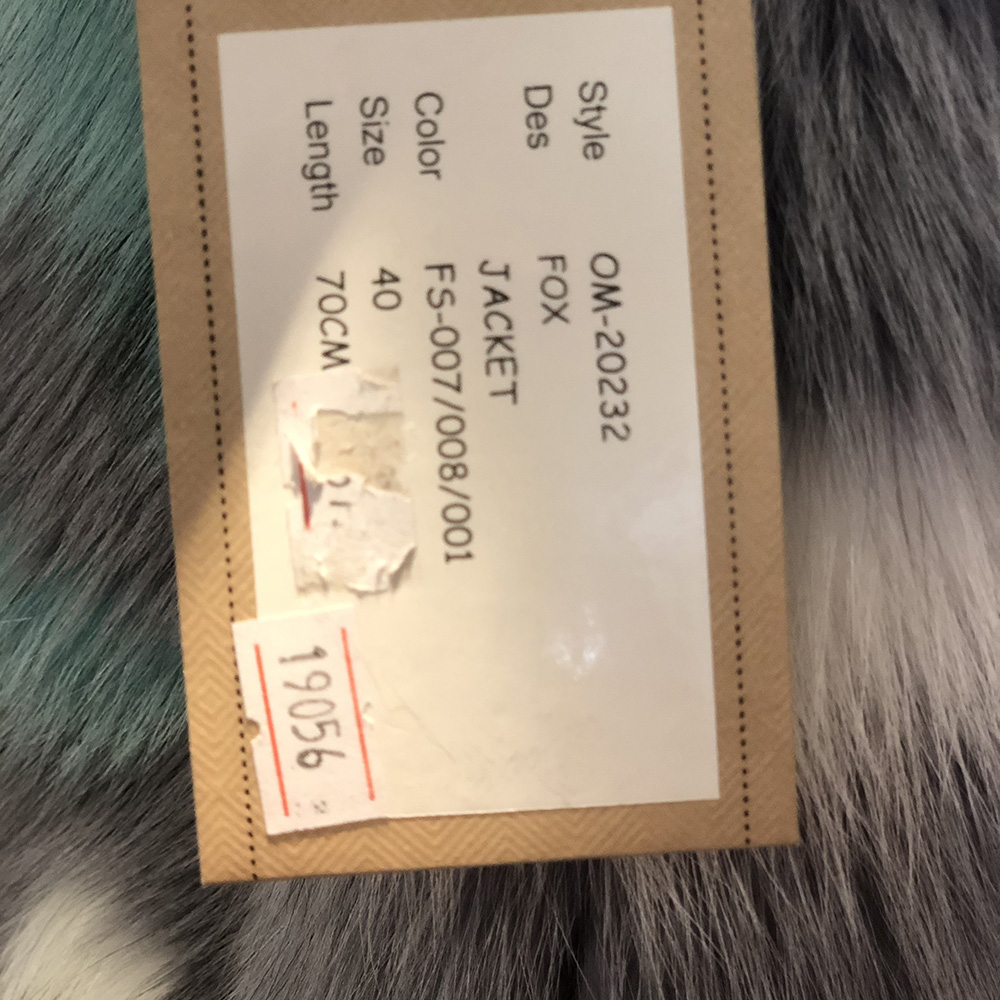 Style OM-20232
Des FOX
JACKET
Color FS-007/008/001
Size 40
Length 70CM
19056